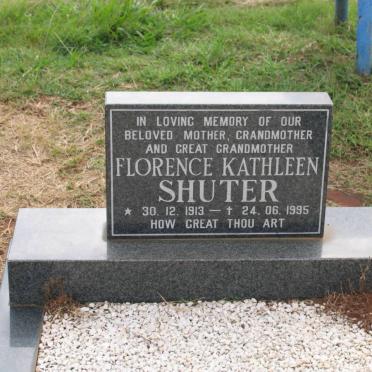 IN LOVING MEMORY OF OUR
BELOVED MOTHER, GRANDMOTHER
AND GREAT GRANDMOTHER
FLORENCE KATHLEEN
SHUTER
★ 30. 12. 1913 — ✝ 24. 06. 1995
HOW GREAT THOU ART